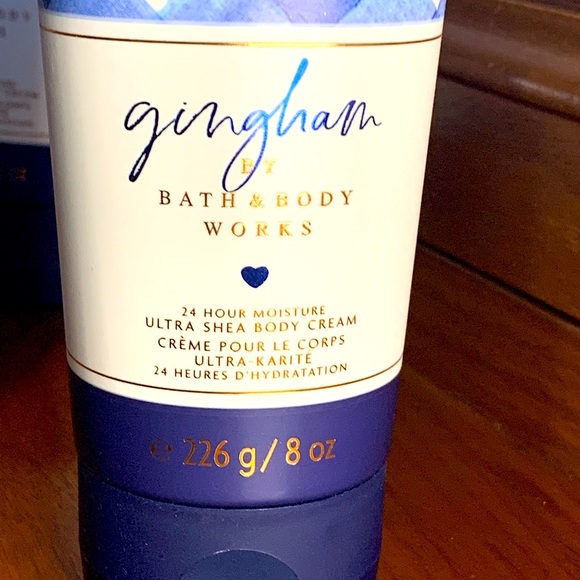 gingham
BY
BATH & BODY
WORKS
24 HOUR MOISTURE
ULTRA SHEA BODY CREAM
CRÈME POUR LE CORPS
ULTRA-KARITÉ
24 HEURES D'HYDRATATION
℮ 226 g/8 oz